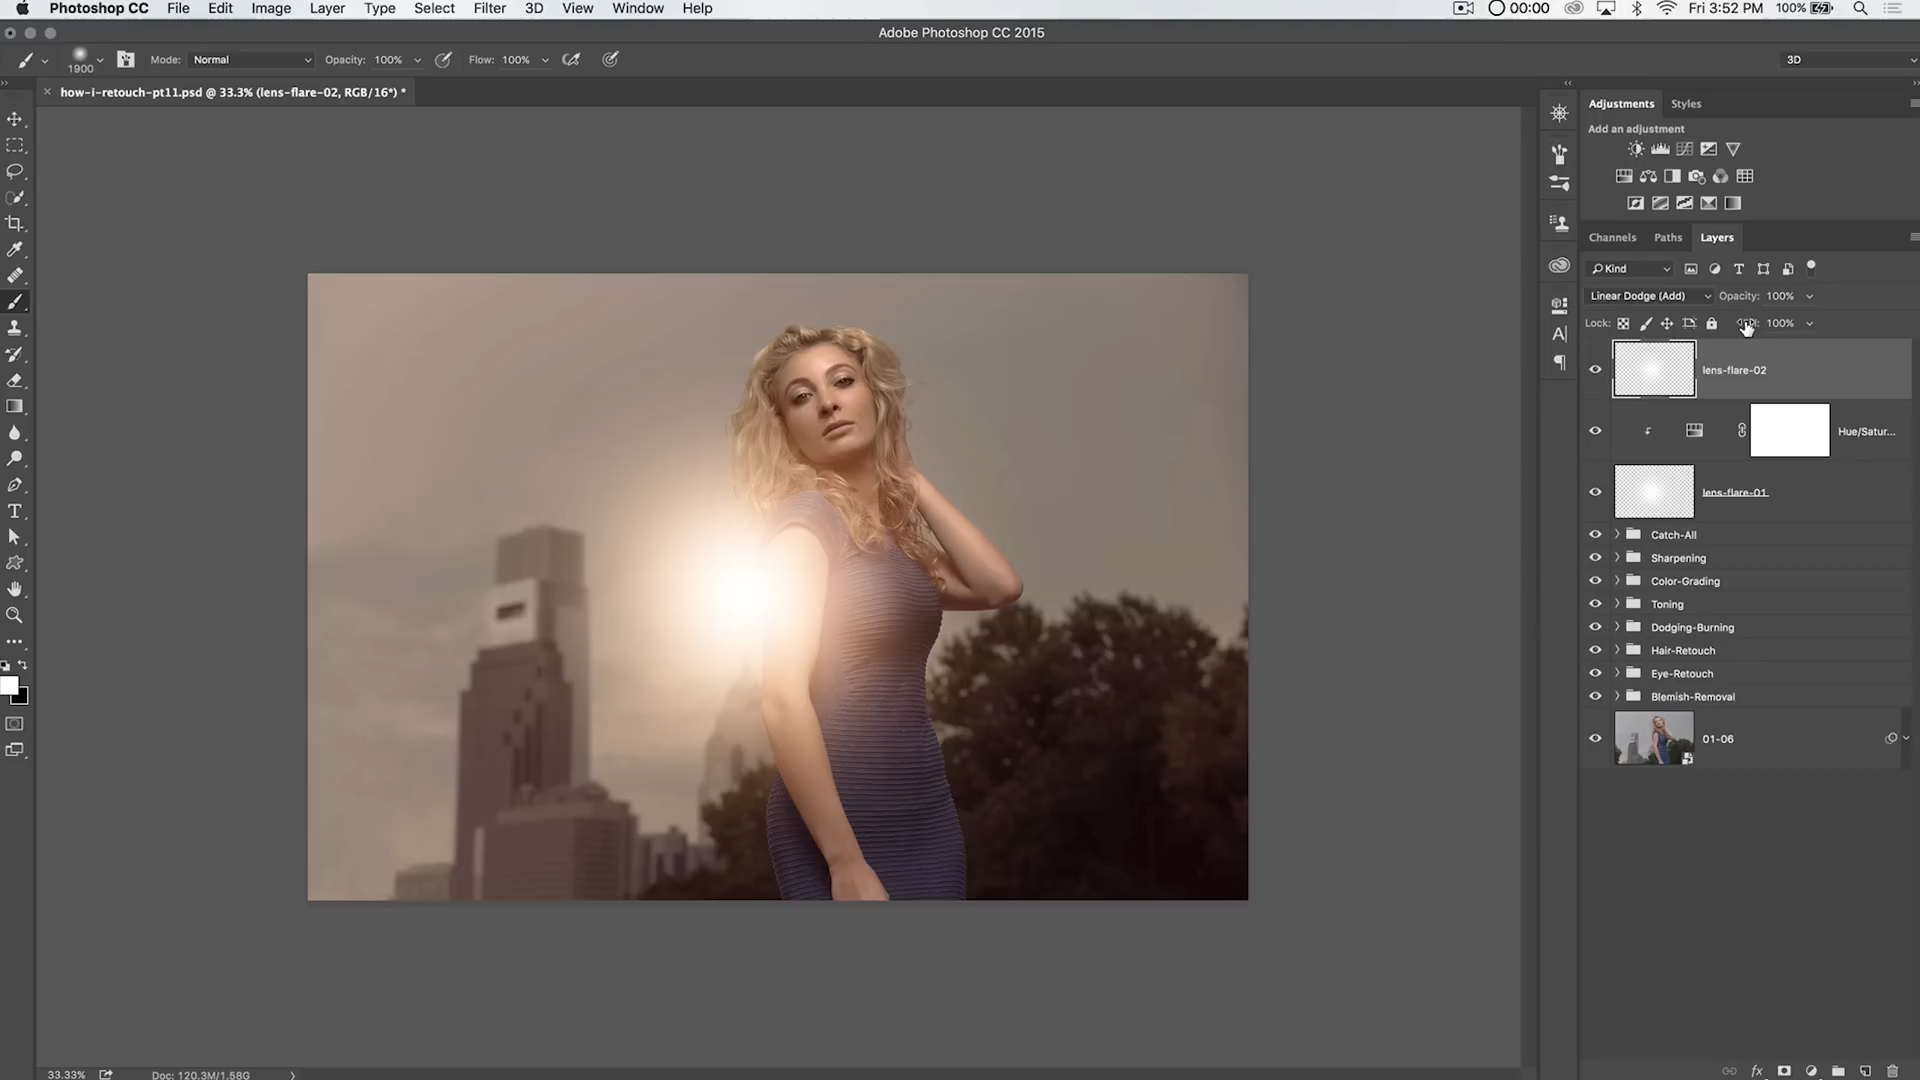 Photoshop CC File Edit Image Layer Type Select Filter 3D View Window Help 00:00 Fri 3:52 PM 100%
Adobe Photoshop CC 2015
1900 Mode: Normal Opacity: 100% Flow: 100% 3D
how-i-retouch-pt11.psd @ 33.3% (lens-flare-02, RGB/16*) *
Adjustments Styles
Add an adjustment
Channels Paths Layers
Kind
Linear Dodge (Add) Opacity: 100%
Lock: 100%
lens-flare-02
Hue/Satur...
lens-flare-01
Catch-All
Sharpening
Color-Grading
Toning
Dodging-Burning
Hair-Retouch
Eye-Retouch
Blemish-Removal
01-06
33.33% Doc: 120.3M/1.58G